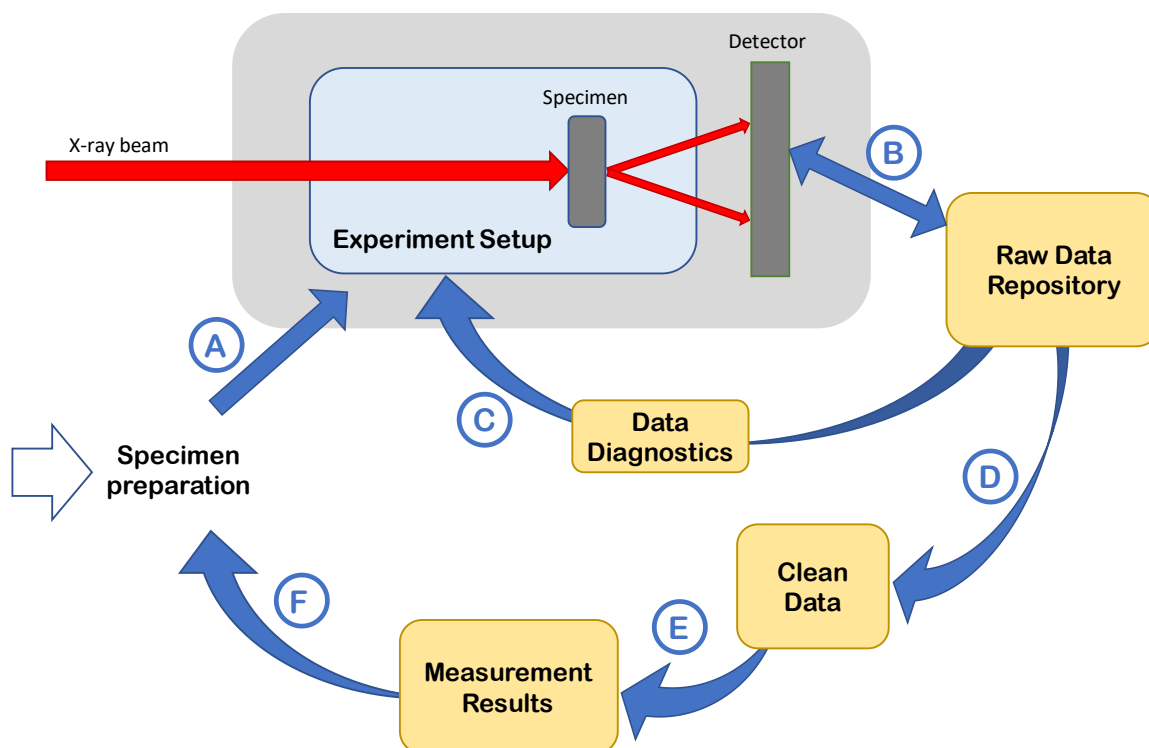 Detector
Specimen
X-ray beam
B
Experiment Setup
Raw Data
Repository
A
C
Data
Diagnostics
Specimen
preparation
D
Clean
Data
F
E
Measurement
Results